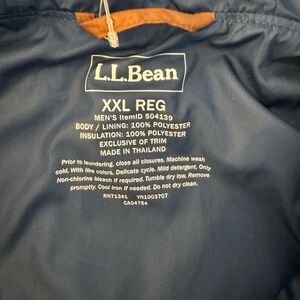 L.L.Bean
XXL REG
MEN'S ItemID 504139
BODY / LINING: 100% POLYESTER
INSULATION: 100% POLYESTER
EXCLUSIVE OF TRIM
MADE IN THAILAND
Prior to laundering, close all closures. Machine wash
cold. With like colors. Delicate cycle. Mild detergent. Only
Non-chlorine bleach if required. Tumble dry low. Remove
promptly. Cool iron if needed. Do not dry clean.
RN71341 VN1003707
CA04784